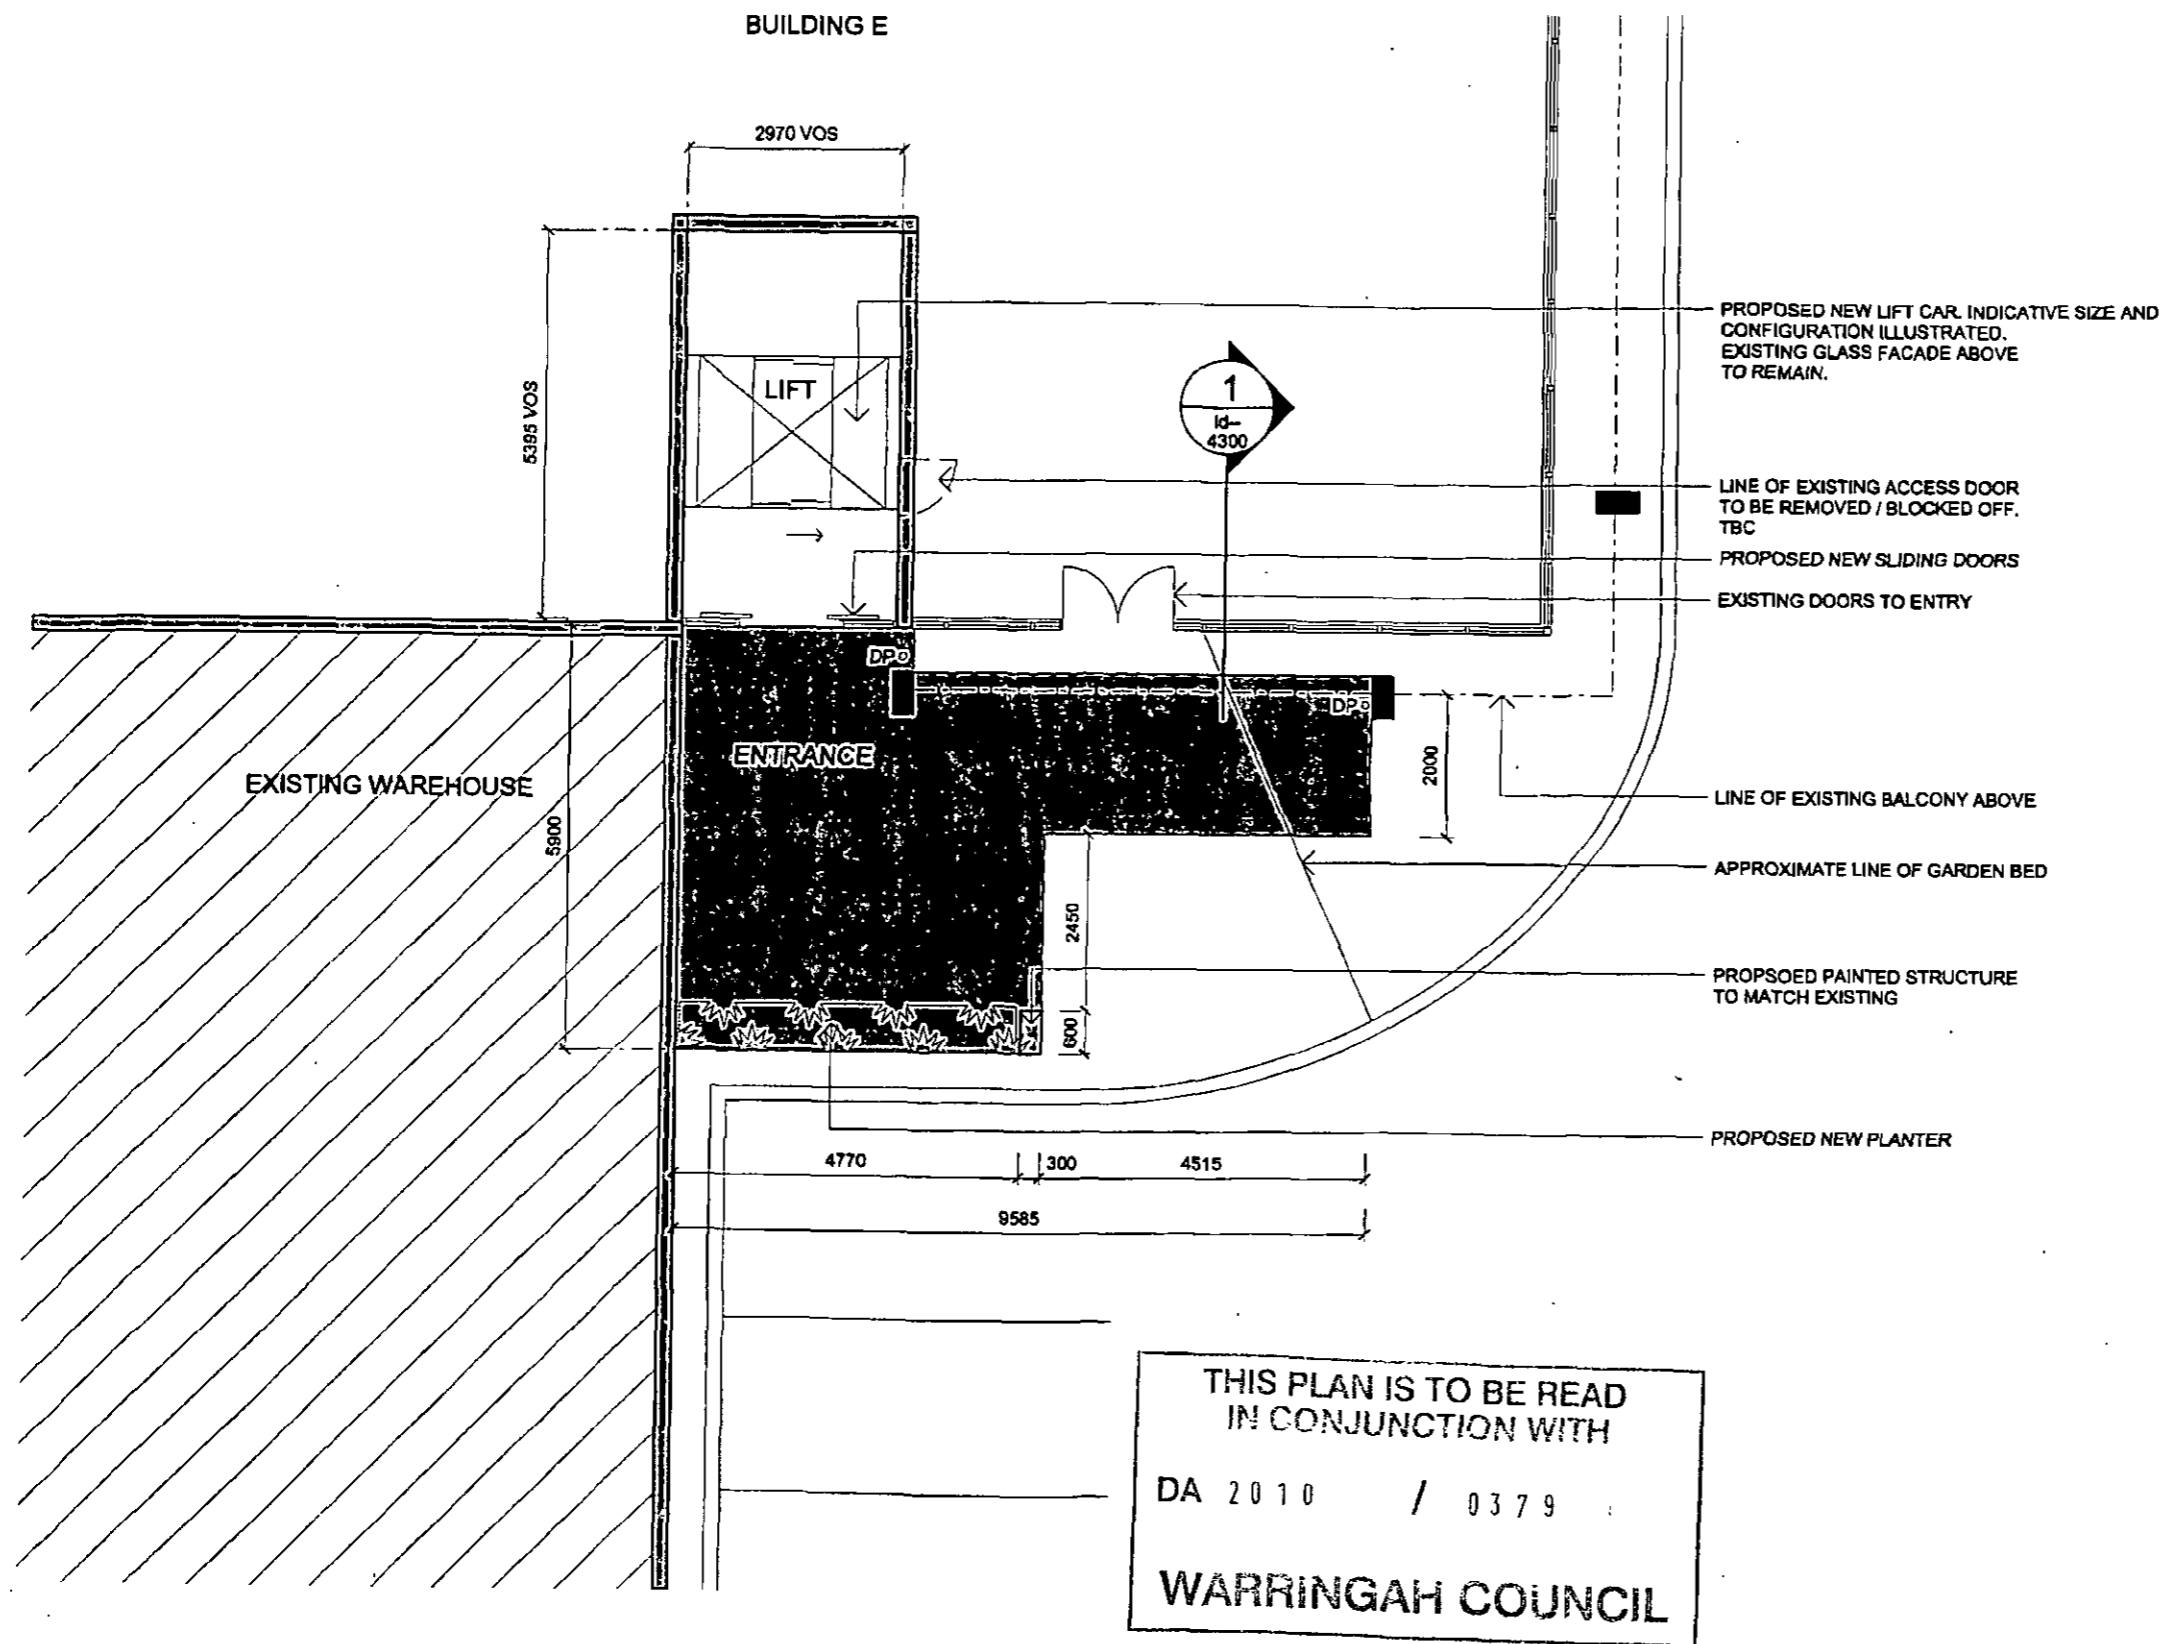 BUILDING E
2970 VOS
5395 VOS
LIFT
1
Id--
4300
PROPOSED NEW LIFT CAR. INDICATIVE SIZE AND
CONFIGURATION ILLUSTRATED.
EXISTING GLASS FACADE ABOVE
TO REMAIN.
LINE OF EXISTING ACCESS DOOR
TO BE REMOVED / BLOCKED OFF.
TBC
PROPOSED NEW SLIDING DOORS
EXISTING DOORS TO ENTRY
DP
DP
ENTRANCE
EXISTING WAREHOUSE
5900
2000
LINE OF EXISTING BALCONY ABOVE
APPROXIMATE LINE OF GARDEN BED
2450
600
PROPSOED PAINTED STRUCTURE
TO MATCH EXISTING
PROPOSED NEW PLANTER
4770
300
4515
9585
THIS PLAN IS TO BE READ
IN CONJUNCTION WITH
DA 2010 / 0379
WARRINGAH COUNCIL